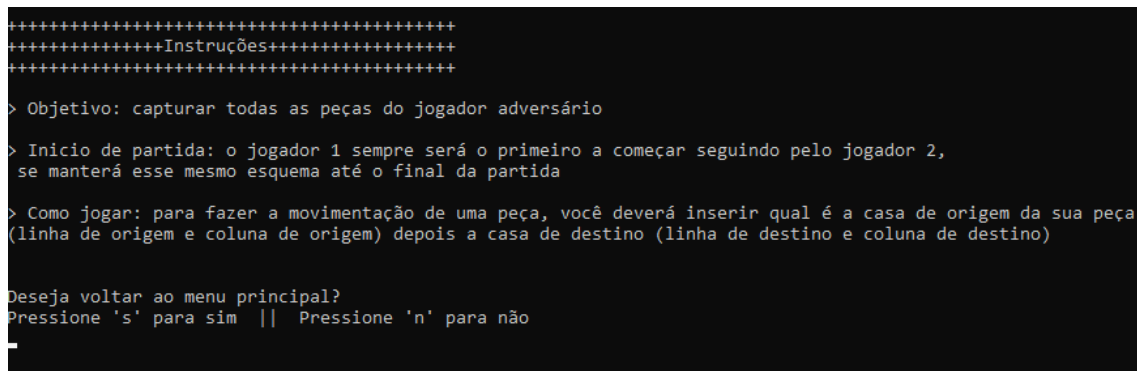 +++++++++++++++++++++++++++++++++++++++++++
+++++++++++++++Instruções++++++++++++++++++
+++++++++++++++++++++++++++++++++++++++++++
> Objetivo: capturar todas as peças do jogador adversário
> Inicio de partida: o jogador 1 sempre será o primeiro a começar seguindo pelo jogador 2,
se manterá esse mesmo esquema até o final da partida
> Como jogar: para fazer a movimentação de uma peça, você deverá inserir qual é a casa de origem da sua peça
(linha de origem e coluna de origem) depois a casa de destino (linha de destino e coluna de destino)
Deseja voltar ao menu principal?
Pressione 's' para sim  ||  Pressione 'n' para não